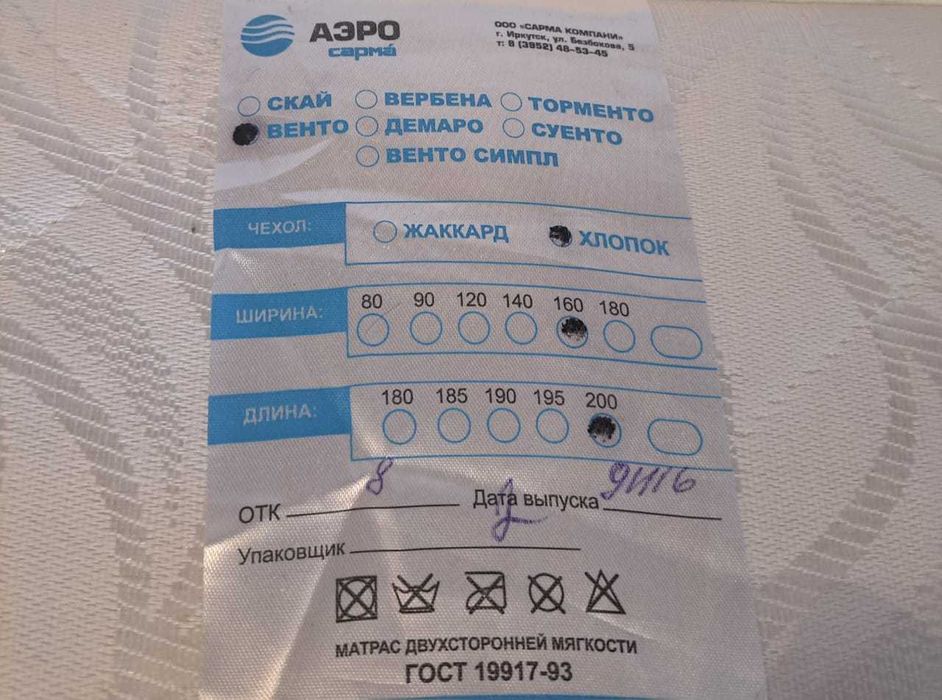 АЭРО
сарма
ООО «САРМА КОМПАНИ»
г. Иркутск, ул. Безбокова, 5
т: 8 (3952) 48-53-45
СКАЙ ВЕРБЕНА ТОРМЕНТО
ВЕНТО ДЕМАРО СУЕНТО
ВЕНТО СИМПЛ
ЧЕХОЛ: ЖАККАРД ХЛОПОК
80 90 120 140 160 180
ШИРИНА:
180 185 190 195 200
ДЛИНА:
ОТК 8 Дата выпуска
Упаковщик
МАТРАС ДВУХСТОРОННЕЙ МЯГКОСТИ
ГОСТ 19917-93